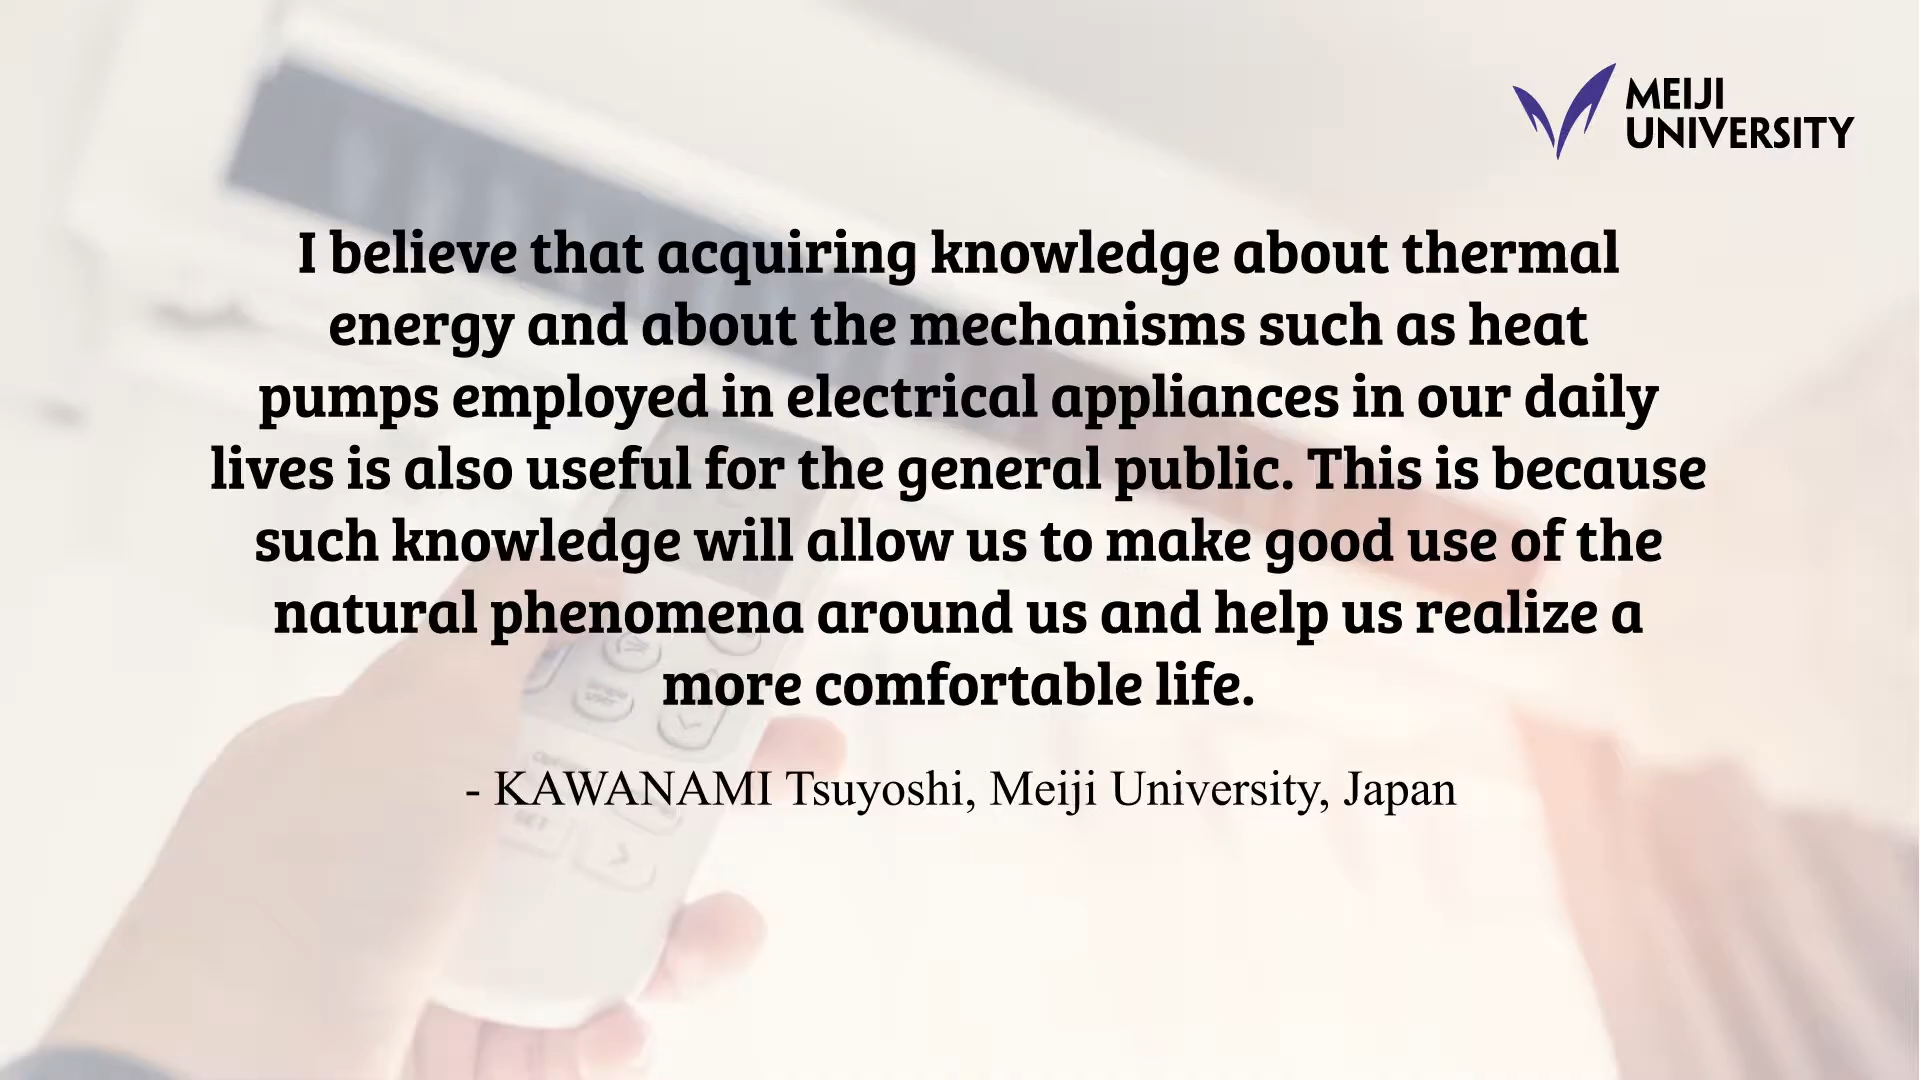 MEIJI
UNIVERSITY
I believe that acquiring knowledge about thermal
energy and about the mechanisms such as heat
pumps employed in electrical appliances in our daily
lives is also useful for the general public. This is because
such knowledge will allow us to make good use of the
natural phenomena around us and help us realize a
more comfortable life.
- KAWANAMI Tsuyoshi, Meiji University, Japan
SET